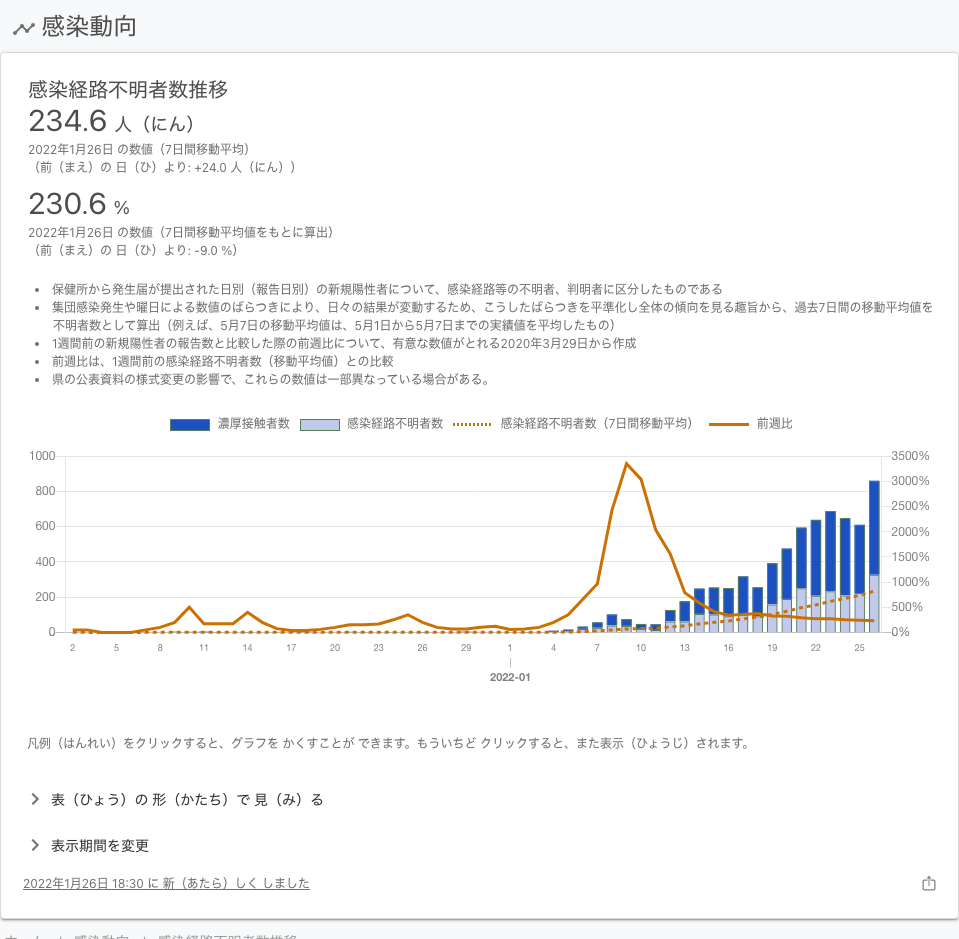 感染動向
感染経路不明者数推移
234.6 人（にん）
2022年1月26日 の数値（7日間移動平均）
（前（まえ）の 日（ひ）より: +24.0 人（にん））
230.6 %
2022年1月26日 の数値（7日間移動平均値をもとに算出）
（前（まえ）の 日（ひ）より: -9.0 %）
• 保健所から発生届が提出された日別（報告日別）の新規陽性者について、感染経路等の不明者、判明者に区分したものである
• 集団感染発生や曜日による数値のばらつきにより、日々の結果が変動するため、こうしたばらつきを平準化し全体の傾向を見る趣旨から、過去7日間の移動平均値を
不明者数として算出（例えば、5月7日の移動平均値は、5月1日から5月7日までの実績値を平均したもの）
• 1週間前の新規陽性者の報告数と比較した際の前週比について、有意な数値がとれる2020年3月29日から作成
• 前週比は、1週間前の感染経路不明者数（移動平均値）との比較
• 県の公表資料の様式変更の影響で、これらの数値は一部異なっている場合がある。
濃厚接触者数 感染経路不明者数 感染経路不明者数（7日間移動平均） 前週比
1000 3500%
3000%
800
2500%
600 2000%
400 1500%
1000%
200
500%
0 0%
2 5 8 11 14 17 20 23 26 29 1 4 7 10 13 16 19 22 25
2022-01
凡例（はんれい）をクリックすると、グラフを かくすことが できます。もういちど クリックすると、また表示（ひょうじ）されます。
表（ひょう）の 形（かたち）で 見（み）る
表示期間を変更
2022年1月26日 18:30 に 新（あたら）しく しました